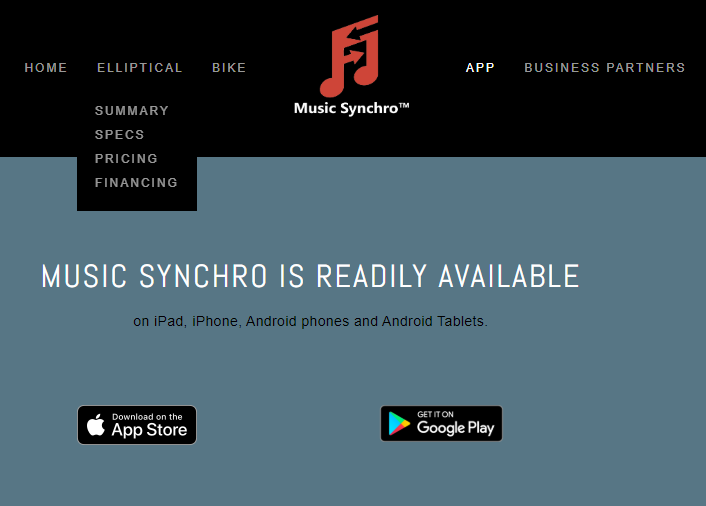 HOME ELLIPTICAL BIKE
SUMMARY
SPECS
PRICING
FINANCING
Music Synchro™
APP BUSINESS PARTNERS
MUSIC SYNCHRO IS READILY AVAILABLE
on iPad, iPhone, Android phones and Android Tablets.
Download on the
App Store
GET IT ON
Google Play